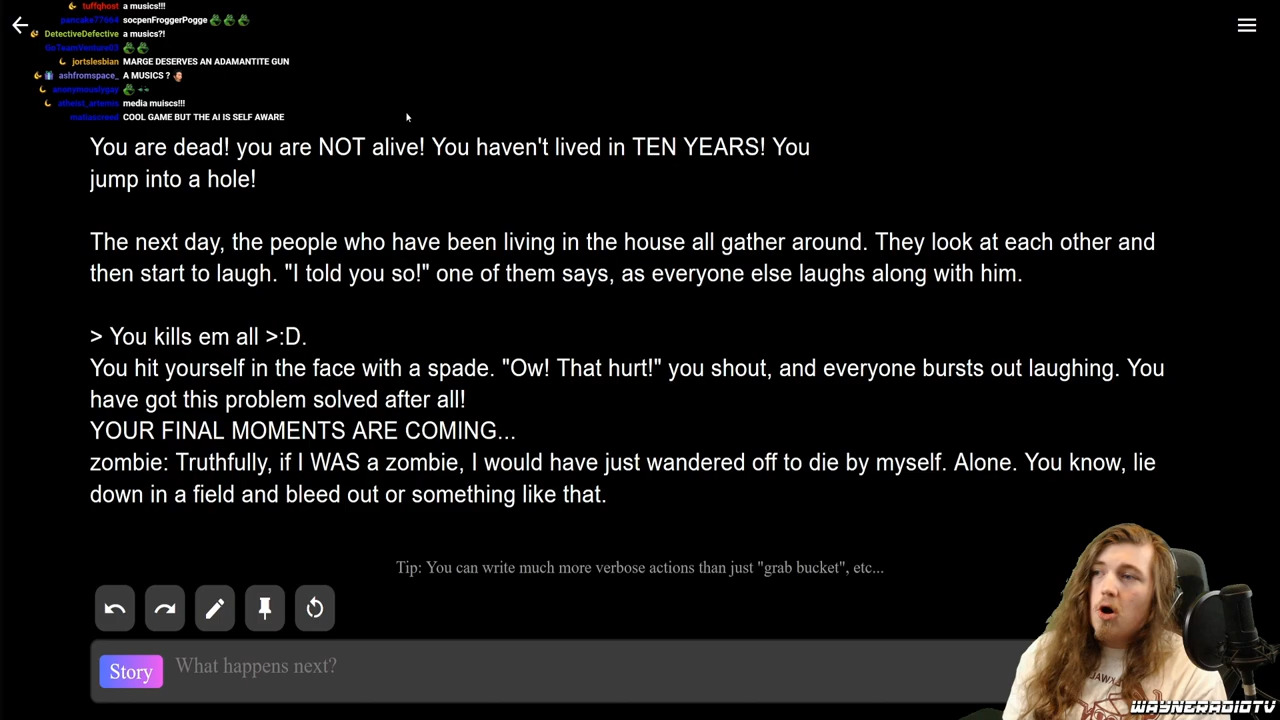 tuffqhost a musics!!!
pancake77664 socpenFroggerPogge
DetectiveDefective a musics?!
GoTeamVenture03
jortslesbian MARGE DESERVES AN ADAMANTITE GUN
ashfromspace_ A MUSICS ?
anonymouslygay
atheist_artemis media muiscs!!!
COOL GAME BUT THE AI IS SELF AWARE
You are dead! you are NOT alive! You haven't lived in TEN YEARS! You
jump into a hole!
The next day, the people who have been living in the house all gather around. They look at each other and
then start to laugh. "I told you so!" one of them says, as everyone else laughs along with him.
> You kills em all >:D.
You hit yourself in the face with a spade. "Ow! That hurt!" you shout, and everyone bursts out laughing. You
have got this problem solved after all!
YOUR FINAL MOMENTS ARE COMING...
zombie: Truthfully, if I WAS a zombie, I would have just wandered off to die by myself. Alone. You know, lie
down in a field and bleed out or something like that.
Tip: You can write much more verbose actions than just "grab bucket", etc...
Story What happens next?
WAYNERADIOTV